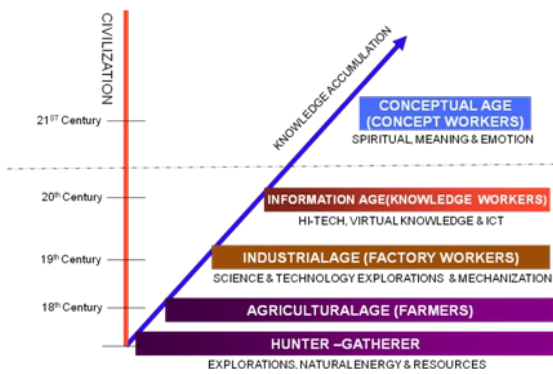 CIVILIZATION
KNOWLEDGE ACCUMULATION
21ST Century
CONCEPTUAL AGE
(CONCEPT WORKERS)
SPIRITUAL, MEANING & EMOTION
20th Century
INFORMATION AGE(KNOWLEDGE WORKERS)
HI-TECH, VIRTUAL KNOWLEDGE & ICT
19th Century
INDUSTRIALAGE (FACTORY WORKERS)
SCIENCE & TECHNOLOGY EXPLORATIONS & MECHANIZATION
18th Century
AGRICULTURALAGE (FARMERS)
HUNTER –GATHERER
EXPLORATIONS, NATURALENERGY & RESOURCES